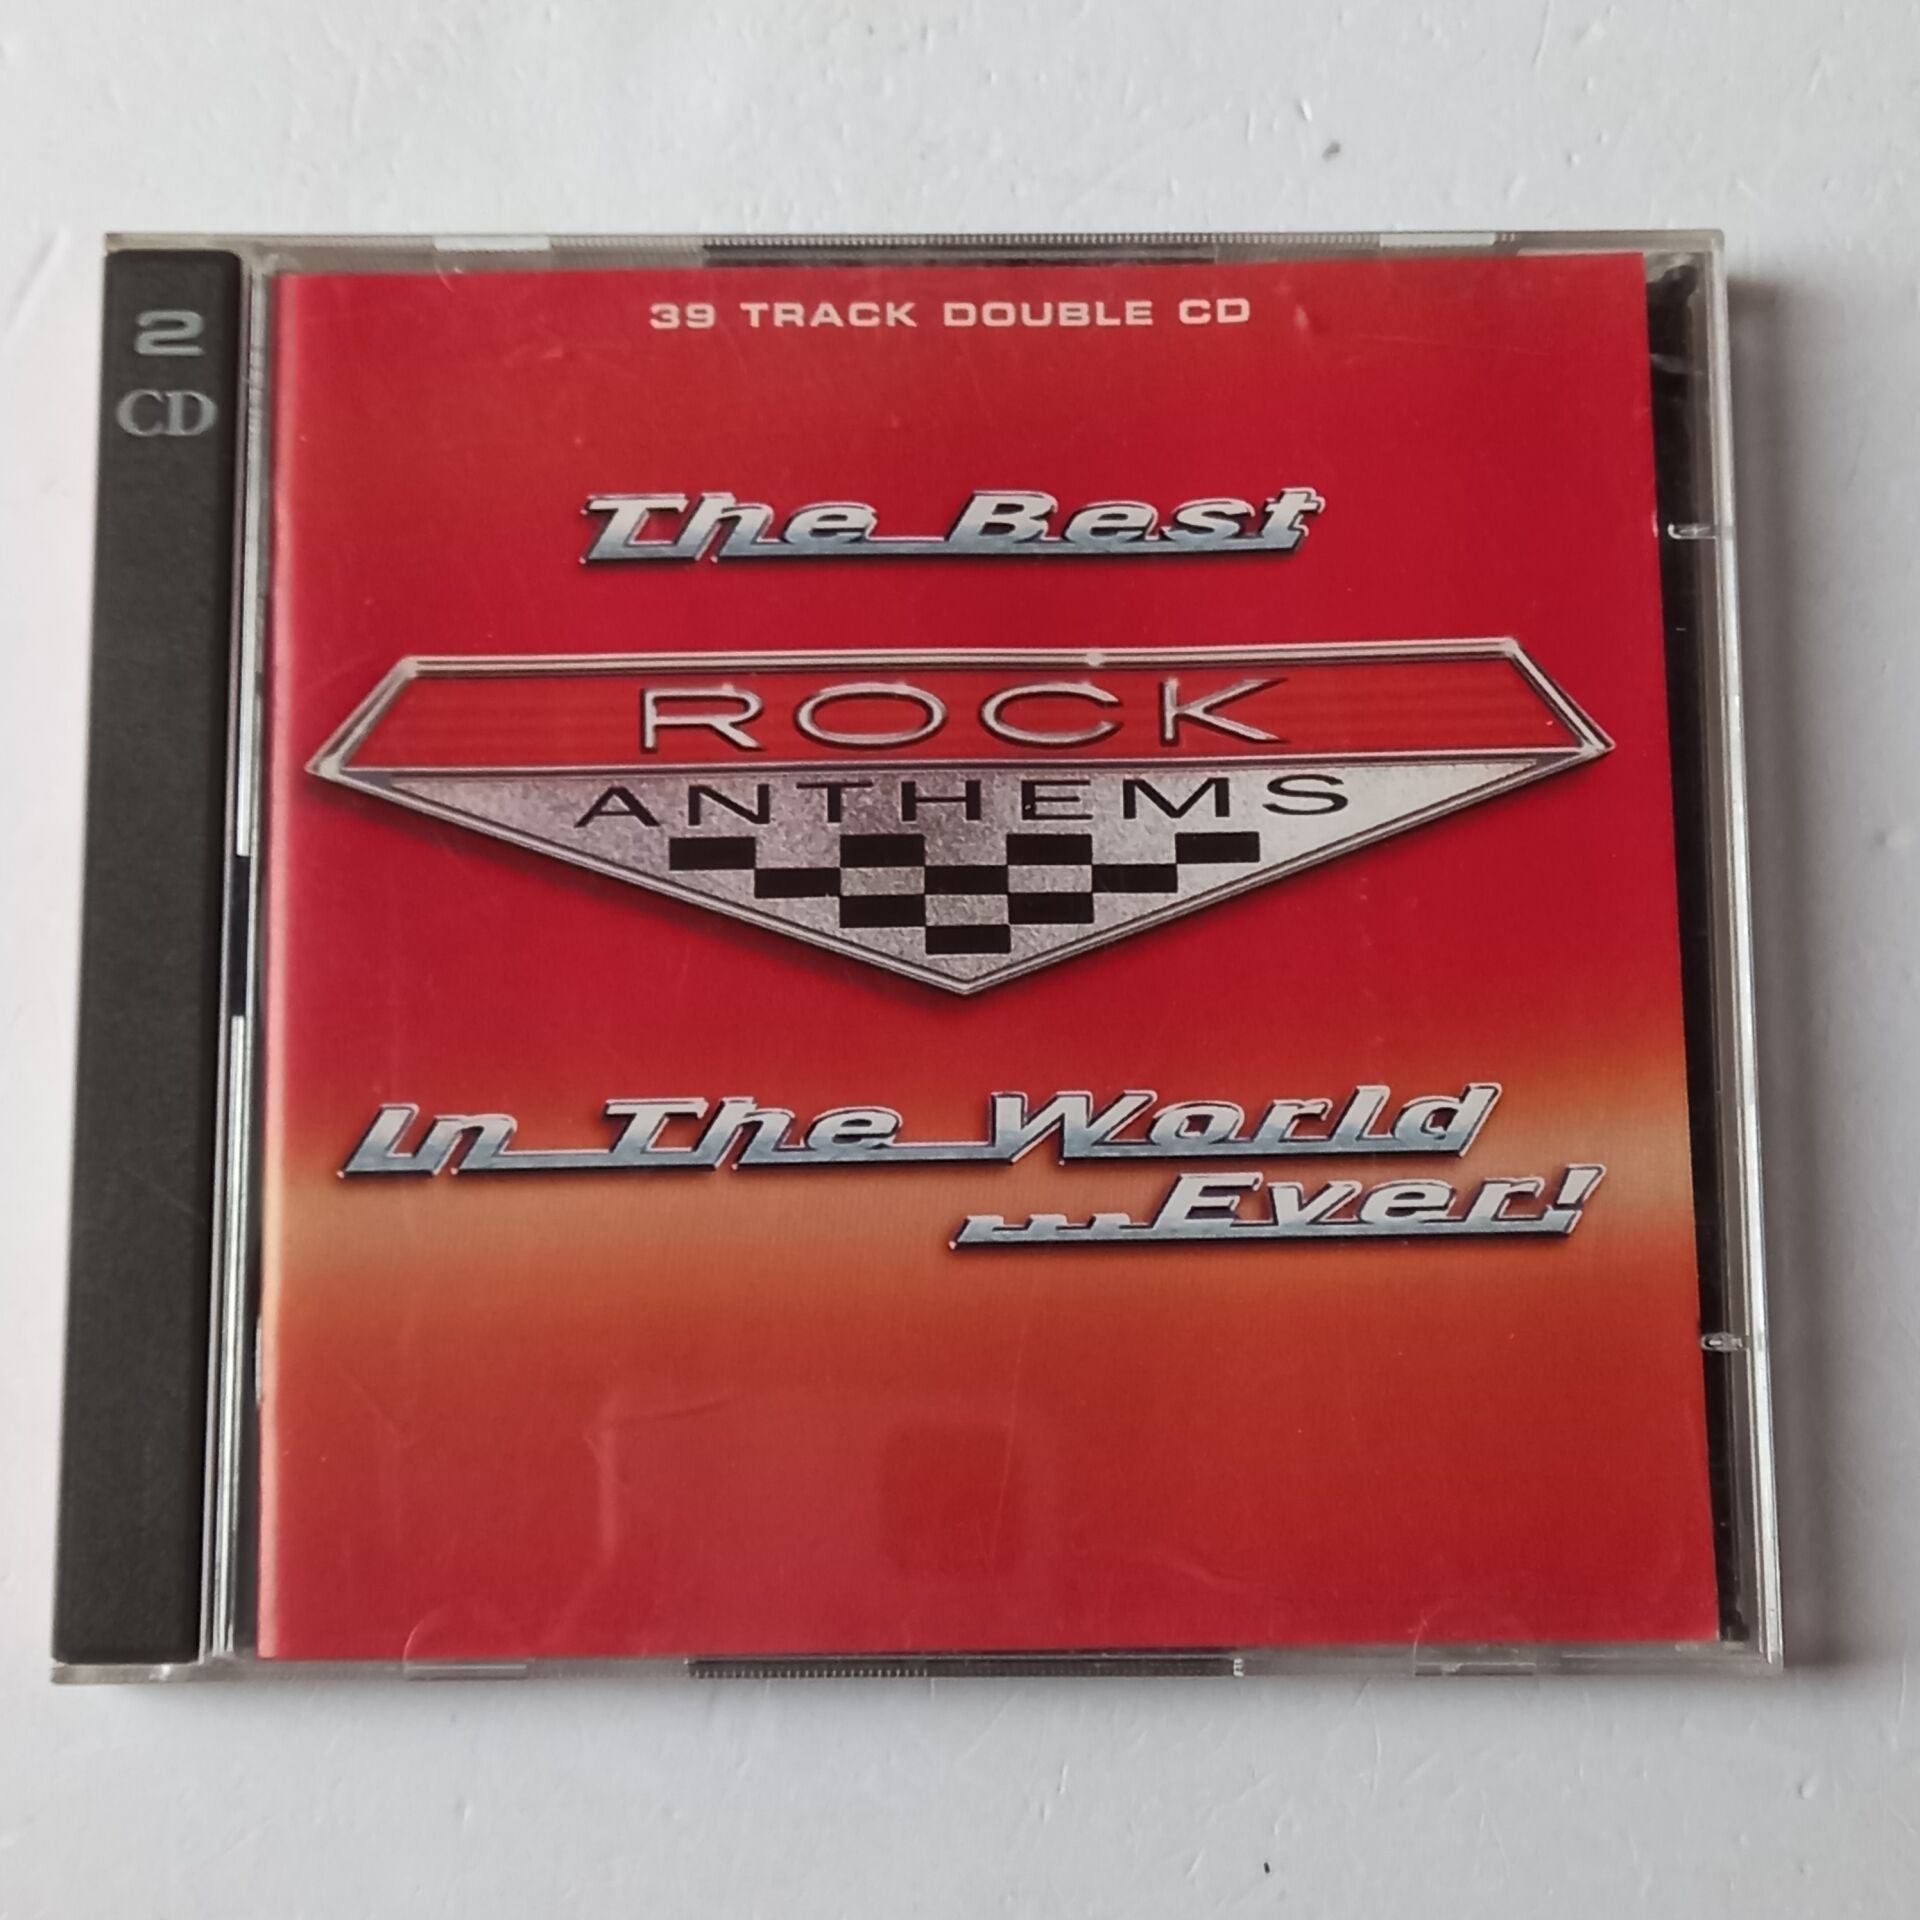 2
CD
39 TRACK DOUBLE CD
The Best
ROCK
ANTHEMS
In The World
...Ever!